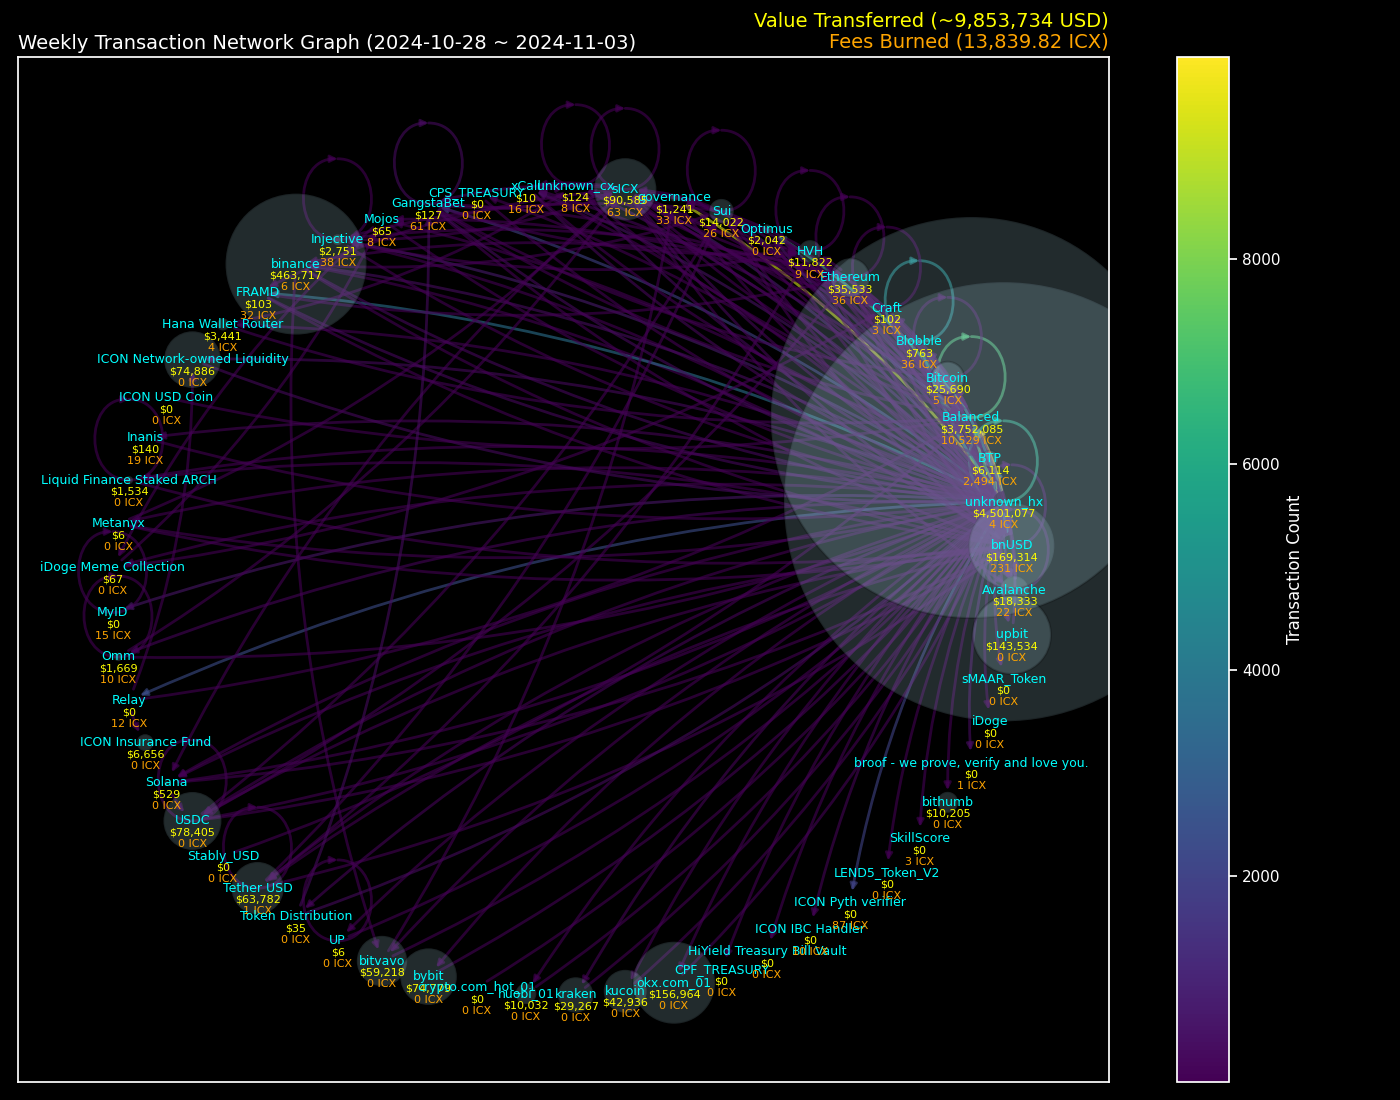 Value Transferred (~9,853,734 USD)
Weekly Transaction Network Graph (2024-10-28 ~ 2024-11-03)
Fees Burned (13,839.82 ICX)
CPS_TREASURY
$0
0 ICX
xCall
$10
16 ICX
unknown_cx
$124
8 ICX
sICX
$90,585
63 ICX
governance
$1,241
33 ICX
GangstaBet
$127
61 ICX
Sui
$14,022
26 ICX
Mojos
$65
8 ICX
Optimus
$2,042
0 ICX
Injective
$2,751
38 ICX
HVH
$11,822
9 ICX
binance
$463,717
6 ICX
Ethereum
$35,533
36 ICX
FRAMD
$103
32 ICX
Craft
$102
3 ICX
Hana Wallet Router
$3,441
4 ICX
Blobble
$763
36 ICX
ICON Network-owned Liquidity
$74,886
0 ICX
Bitcoin
$25,690
5 ICX
ICON USD Coin
$0
0 ICX
Balanced
$3,752,085
10,529 ICX
Inanis
$140
19 ICX
BTP
$6,114
2,494 ICX
Liquid Finance Staked ARCH
$1,534
0 ICX
unknown_hx
$4,501,077
4 ICX
Metanyx
$6
0 ICX
bnUSD
$169,314
231 ICX
iDoge Meme Collection
$67
0 ICX
Avalanche
$18,333
22 ICX
MyID
$0
15 ICX
upbit
$143,534
0 ICX
Omm
$1,669
10 ICX
sMAAR_Token
$0
0 ICX
Relay
$0
12 ICX
iDoge
$0
0 ICX
ICON Insurance Fund
$6,656
0 ICX
broof - we prove, verify and love you.
$0
1 ICX
Solana
$529
0 ICX
bithumb
$10,205
0 ICX
USDC
$78,405
0 ICX
SkillScore
$0
3 ICX
Stably_USD
$0
0 ICX
LEND5_Token_V2
$0
0 ICX
Tether USD
$63,782
1 ICX
ICON Pyth verifier
$0
87 ICX
Token Distribution
$35
0 ICX
ICON IBC Handler
$0
UP
$6
0 ICX
HiYield Treasury Bill Vault
$0
0 ICX
bitvavo
$59,218
0 ICX
CPF_TREASURY
$0
0 ICX
bybit
$74,779
0 ICX
okx.com_01
$156,964
0 ICX
$0
0 ICX
huobi_01
$10,032
0 ICX
kraken
$29,267
0 ICX
kucoin
$42,936
0 ICX
8000
6000
4000
2000
Transaction Count